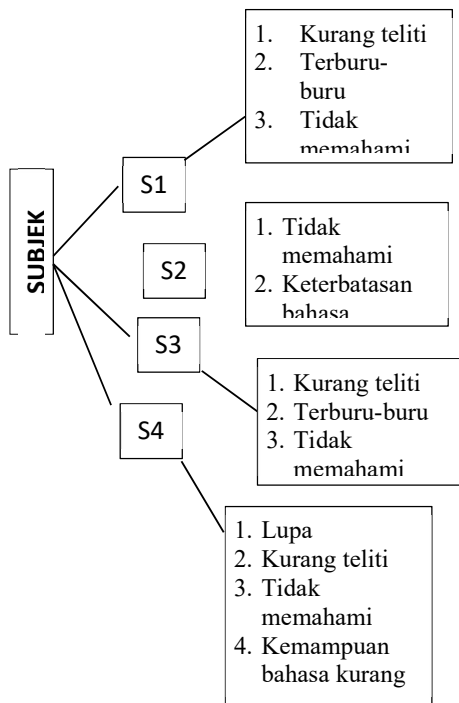 SUBJEK
S1
1. Kurang teliti
2. Terburu-
buru
3. Tidak
memahami
S2
1. Tidak
memahami
2. Keterbatasan
bahasa
S3
1. Kurang teliti
2. Terburu-buru
3. Tidak
memahami
S4
1. Lupa
2. Kurang teliti
3. Tidak
memahami
4. Kemampuan
bahasa kurang